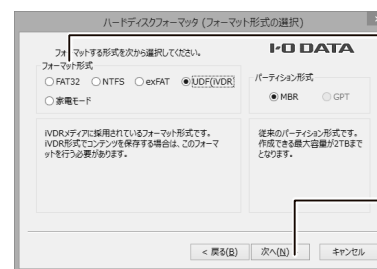 ハードディスクフォーマッタ (フォーマット形式の選択)
フォーマットする形式を次から選択してください。
I-O DATA
フォーマット形式
FAT32 NTFS exFAT UDF(iVDR)
家電モード
パーティション形式
MBR GPT
iVDRメディアに採用されているフォーマット形式です。
iVDR形式でコンテンツを保存する場合は、このフォーマ
ットを行う必要があります。
従来のパーティション形式です。
作成できる最大容量が2TBまで
となります。
< 戻る(B) 次へ(N) キャンセル